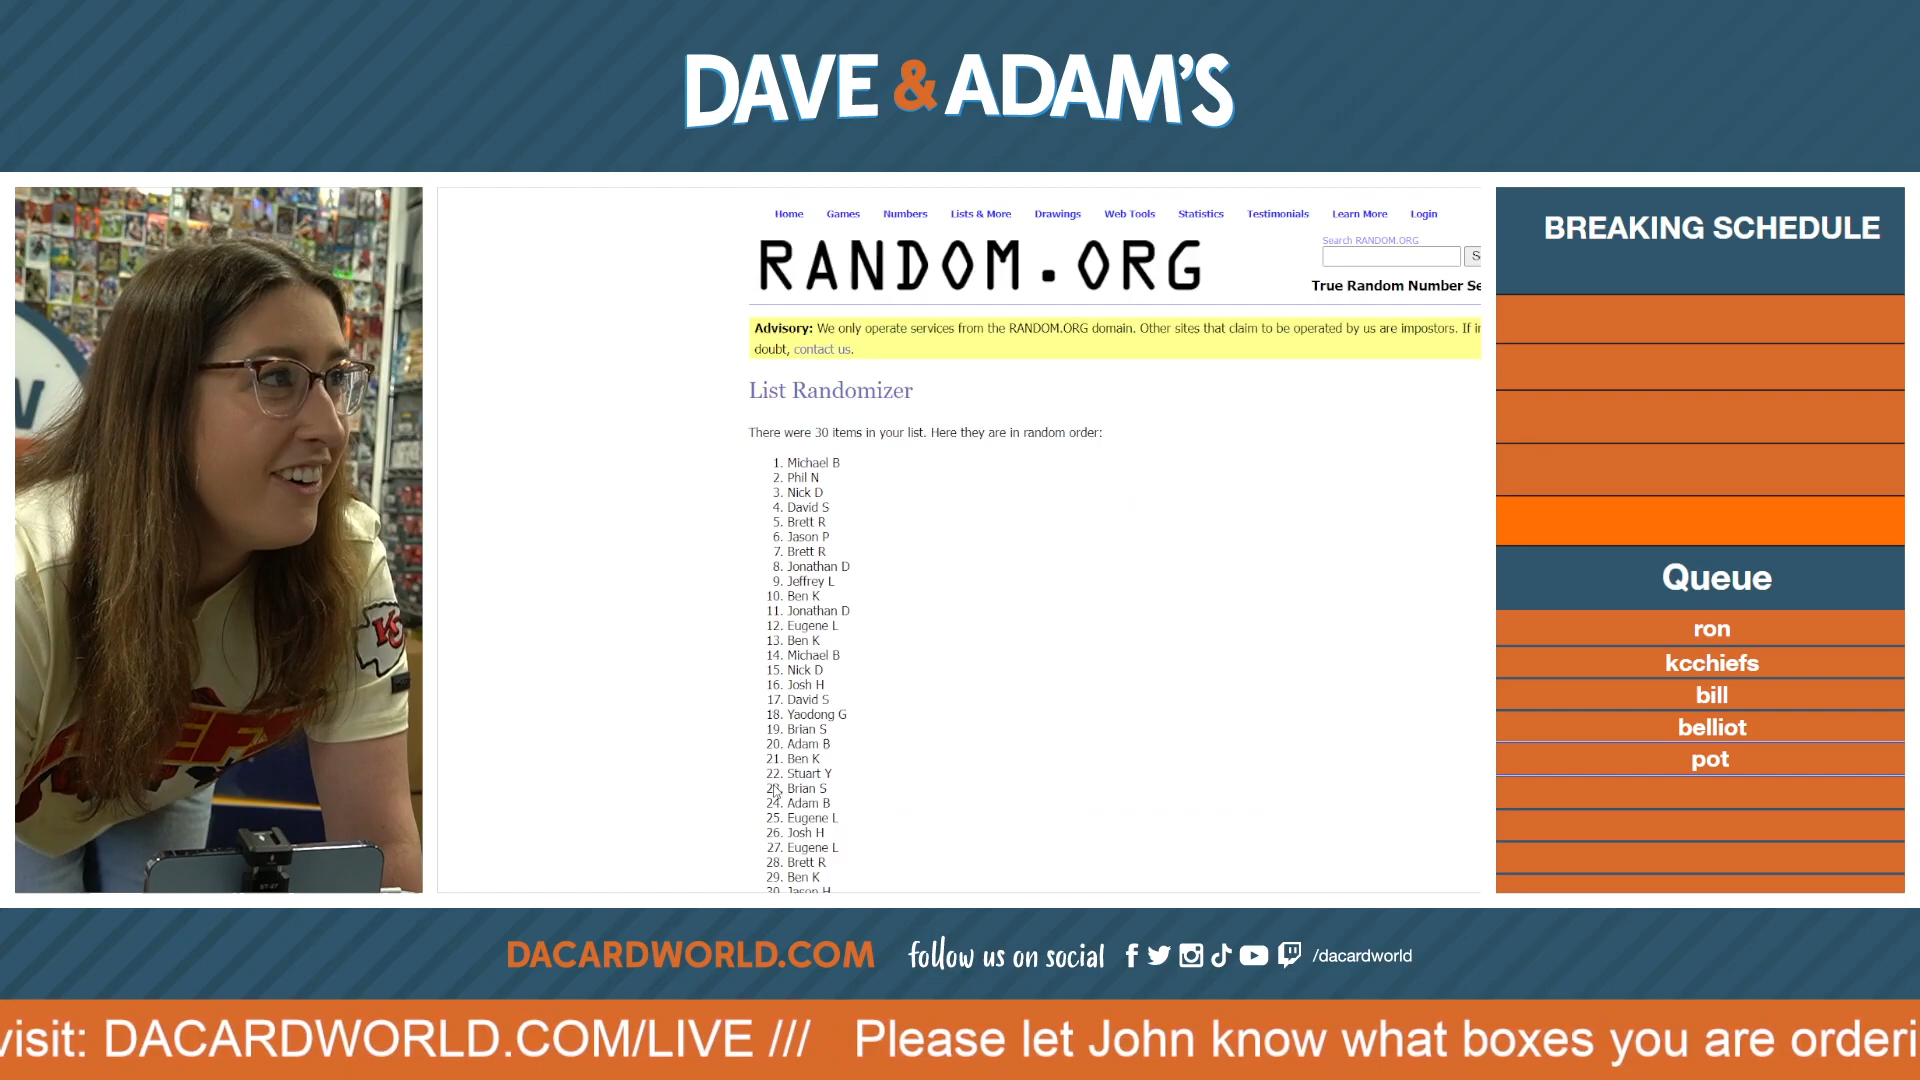 DAVE & ADAM'S
Home Games Numbers Lists & More Drawings Web Tools Statistics Testimonials Learn More Login
Search RANDOM.ORG
RANDOM.ORG
True Random Number Se
Advisory: We only operate services from the RANDOM.ORG domain. Other sites that claim to be operated by us are impostors. If in
doubt, contact us.
List Randomizer
There were 30 items in your list. Here they are in random order:
1. Michael B
2. Phil N
3. Nick D
4. David S
5. Brett R
6. Jason P
7. Brett R
8. Jonathan D
9. Jeffrey L
10. Ben K
11. Jonathan D
12. Eugene L
13. Ben K
14. Michael B
15. Nick D
16. Josh H
17. David S
18. Yaodong G
19. Brian S
20. Adam B
21. Ben K
22. Stuart Y
23. Brian S
24. Adam B
25. Eugene L
26. Josh H
27. Eugene L
28. Brett R
29. Ben K
30. Jason H
BREAKING SCHEDULE
Queue
ron
kcchiefs
bill
belliot
pot
KC
DACARDWORLD.COM follow us on social /dacardworld
visit: DACARDWORLD.COM/LIVE /// Please let John know what boxes you are orderi